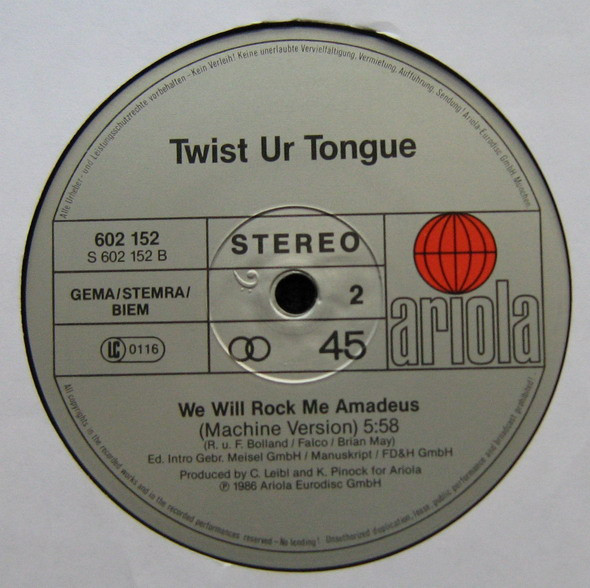 Alle Urheber- und Leistungsschutzrechte vorbehalten - Kein Verleih! Keine unerlaubte Vervielfältigung, Vermietung, Aufführung, Sendung! Ariola-Eurodisc GmbH, München
Twist Ur Tongue
602 152
S 602 152 B
STEREO
GEMA/STEMRA/
BIEM
2
LC 0116
45
ariola
We Will Rock Me Amadeus
(Machine Version) 5:58
(R. u. F. Bolland / Falco / Brian May)
Ed. Intro Gebr. Meisel GmbH / Manuskript / FD&H GmbH
Produced by C. Leibl and K. Pinock for Ariola
℗ 1986 Ariola Eurodisc GmbH
All copyrights in the recorded works and in the recorded performances reserved - No lending! Unauthorized duplication, lease, public performance and broadcast prohibited!